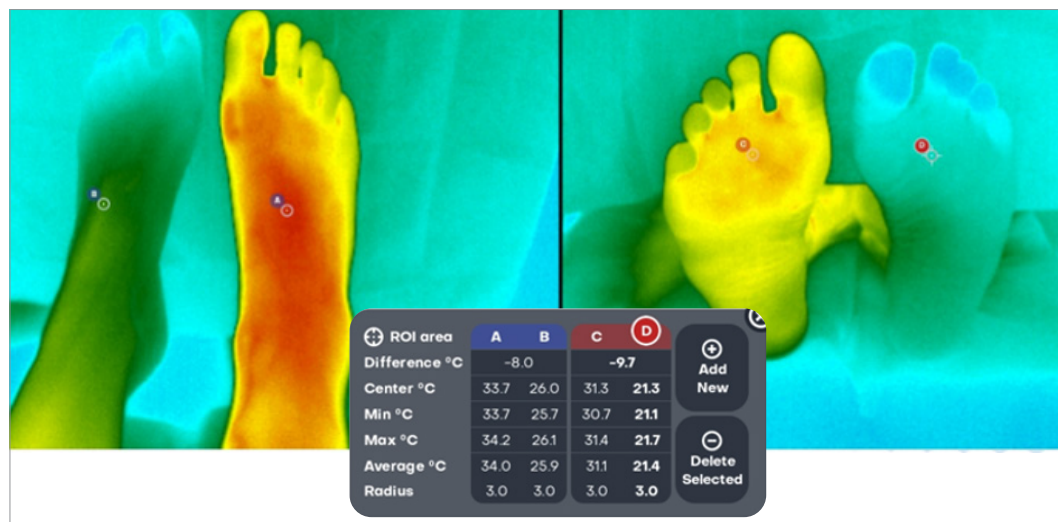 B
A
C
D
ROI area A B C D
Difference °C -8.0 -9.7
Center °C 33.7 26.0 31.3 21.3
Min °C 33.7 25.7 30.7 21.1
Max °C 34.2 26.1 31.4 21.7
Average °C 34.0 25.9 31.1 21.4
Radius 3.0 3.0 3.0 3.0
Add
New
Delete
Selected